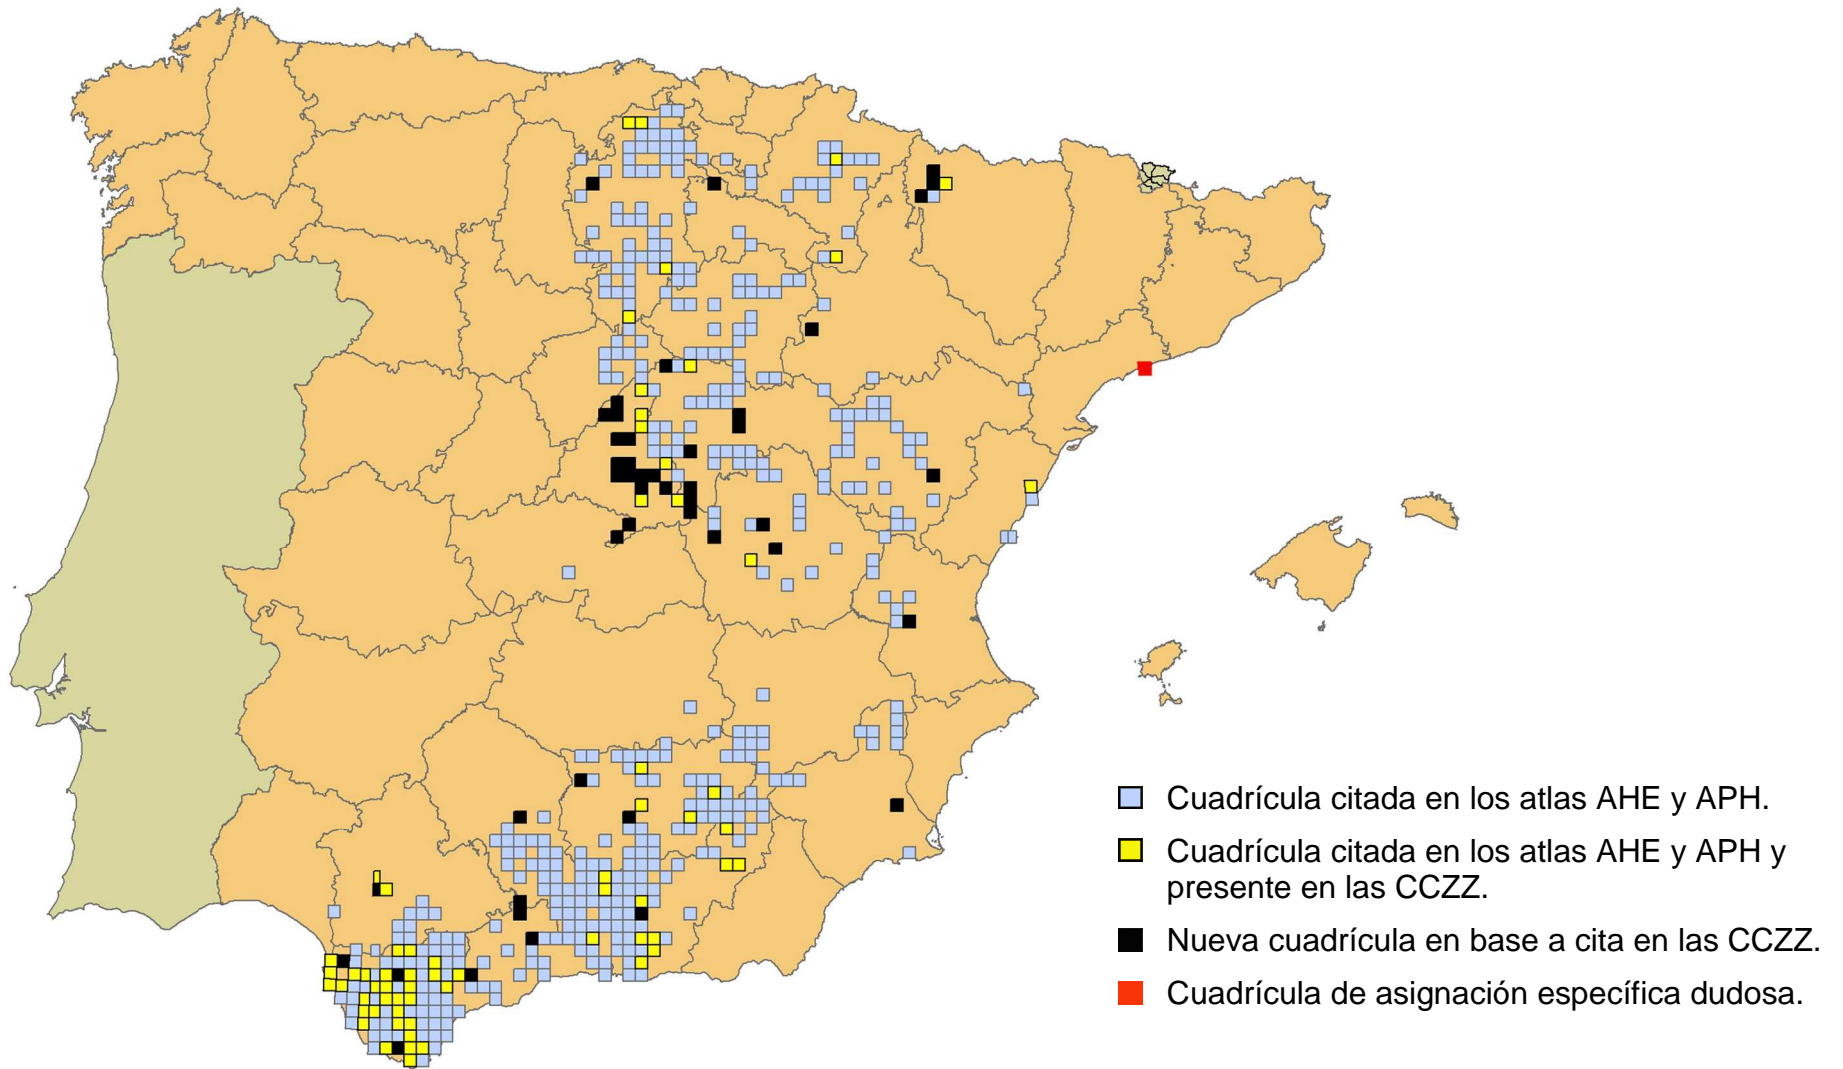 Cuadrícula citada en los atlas AHE y APH.
Cuadrícula citada en los atlas AHE y APH y
presente en las CCZZ.
Nueva cuadrícula en base a cita en las CCZZ.
Cuadrícula de asignación específica dudosa.